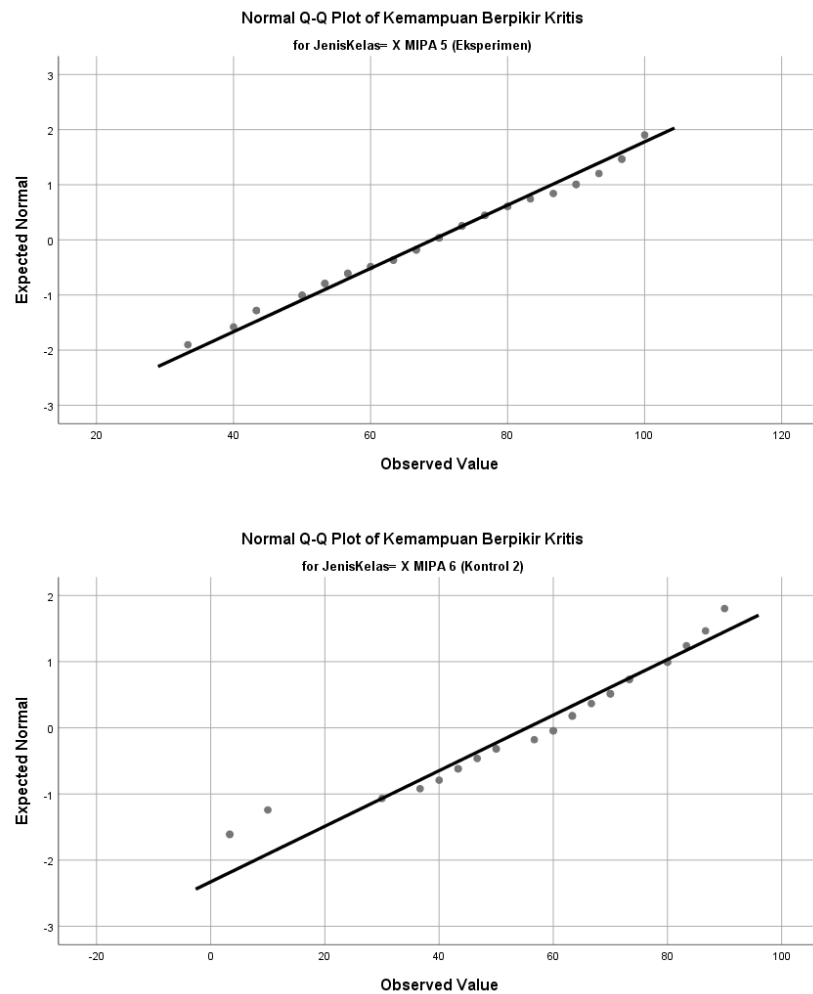 Normal Q-Q Plot of Kemampuan Berpikir Kritis
for JenisKelas= X MIPA 5 (Eksperimen)
3
2
1
0
-1
-2
-3
Expected Normal
20 40 60 80 100 120
Observed Value
Normal Q-Q Plot of Kemampuan Berpikir Kritis
for JenisKelas= X MIPA 6 (Kontrol 2)
2
1
0
-1
-2
-3
Expected Normal
-20 0 20 40 60 80 100
Observed Value